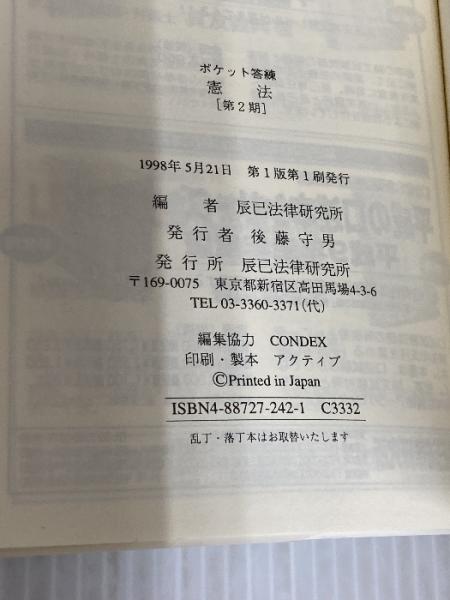 ポケット答練
憲　法
[第2期]
1998年5月21日　第1版第1刷発行
編　者　辰已法律研究所
発行者　後藤守男
発行所　辰已法律研究所
〒169-0075　東京都新宿区高田馬場4-3-6
TEL 03-3360-3371(代)
編集協力　CONDEX
印刷・製本　アクティブ
©Printed in Japan
ISBN4-88727-242-1　C3332
乱丁・落丁本はお取替いたします